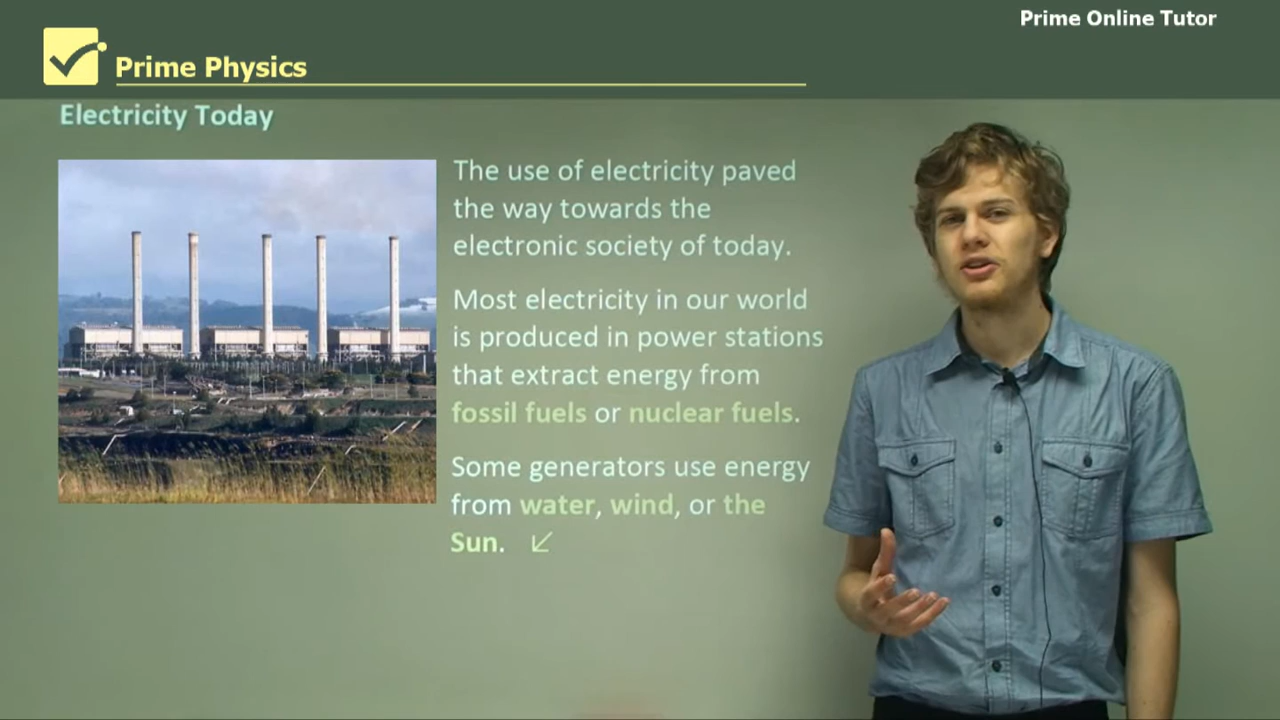 Prime Online Tutor
Prime Physics
Electricity Today
The use of electricity paved
the way towards the
electronic society of today.
Most electricity in our world
is produced in power stations
that extract energy from
fossil fuels or nuclear fuels.
Some generators use energy
from water, wind, or the
Sun.